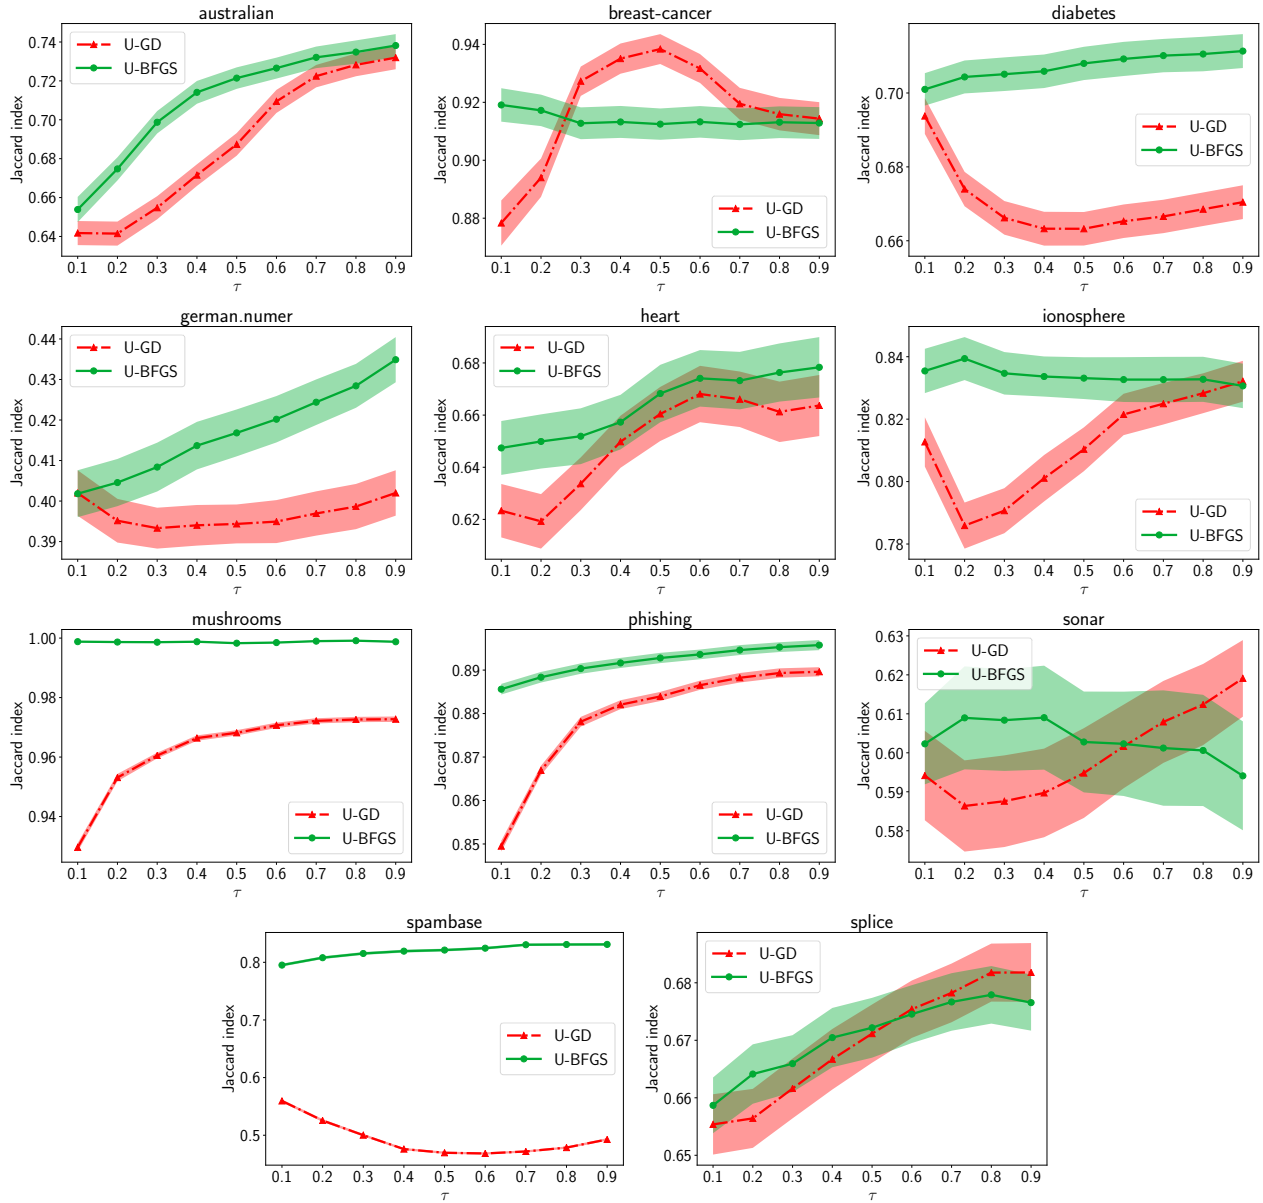 australian
Jaccard index
0.74
0.72
0.70
0.68
0.66
0.64
U-GD
U-BFGS
0.1 0.2 0.3 0.4 0.5 0.6 0.7 0.8 0.9
τ
breast-cancer
Jaccard index
0.94
0.92
0.90
0.88
U-GD
U-BFGS
0.1 0.2 0.3 0.4 0.5 0.6 0.7 0.8 0.9
τ
diabetes
Jaccard index
0.70
0.68
0.66
U-GD
U-BFGS
0.1 0.2 0.3 0.4 0.5 0.6 0.7 0.8 0.9
τ
german.numer
Jaccard index
0.44
0.43
0.42
0.41
0.40
0.39
U-GD
U-BFGS
0.1 0.2 0.3 0.4 0.5 0.6 0.7 0.8 0.9
τ
heart
Jaccard index
0.68
0.66
0.64
0.62
U-GD
U-BFGS
0.1 0.2 0.3 0.4 0.5 0.6 0.7 0.8 0.9
τ
ionosphere
Jaccard index
0.84
0.82
0.80
0.78
U-GD
U-BFGS
0.1 0.2 0.3 0.4 0.5 0.6 0.7 0.8 0.9
τ
mushrooms
Jaccard index
1.00
0.98
0.96
0.94
U-GD
U-BFGS
0.1 0.2 0.3 0.4 0.5 0.6 0.7 0.8 0.9
τ
phishing
Jaccard index
0.89
0.88
0.87
0.86
0.85
U-GD
U-BFGS
0.1 0.2 0.3 0.4 0.5 0.6 0.7 0.8 0.9
τ
sonar
Jaccard index
0.63
0.62
0.61
0.60
0.59
0.58
U-GD
U-BFGS
0.1 0.2 0.3 0.4 0.5 0.6 0.7 0.8 0.9
τ
spambase
Jaccard index
0.8
0.7
0.6
0.5
U-GD
U-BFGS
0.1 0.2 0.3 0.4 0.5 0.6 0.7 0.8 0.9
τ
splice
Jaccard index
0.68
0.67
0.66
0.65
U-GD
U-BFGS
0.1 0.2 0.3 0.4 0.5 0.6 0.7 0.8 0.9
τ